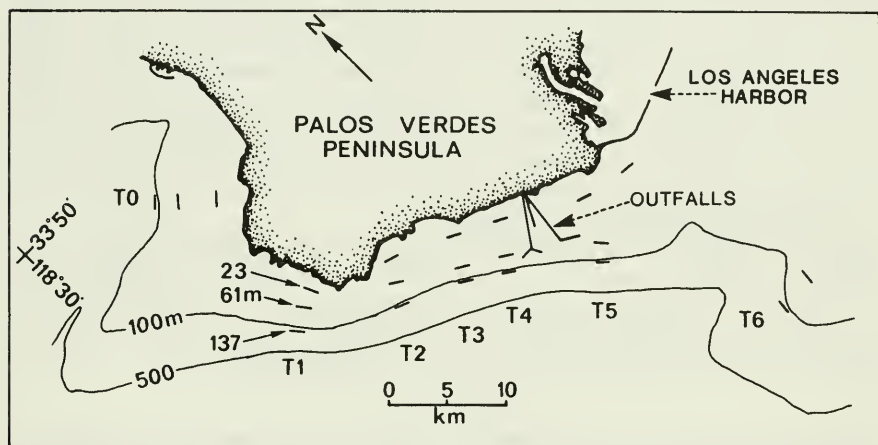 N
LOS ANGELES
HARBOR
PALOS VERDES
PENINSULA
T0
OUTFALLS
33°50'
118°30'
23
61m
100m
137
500
T1
T2
T3
T4
T5
T6
0 5 10
km